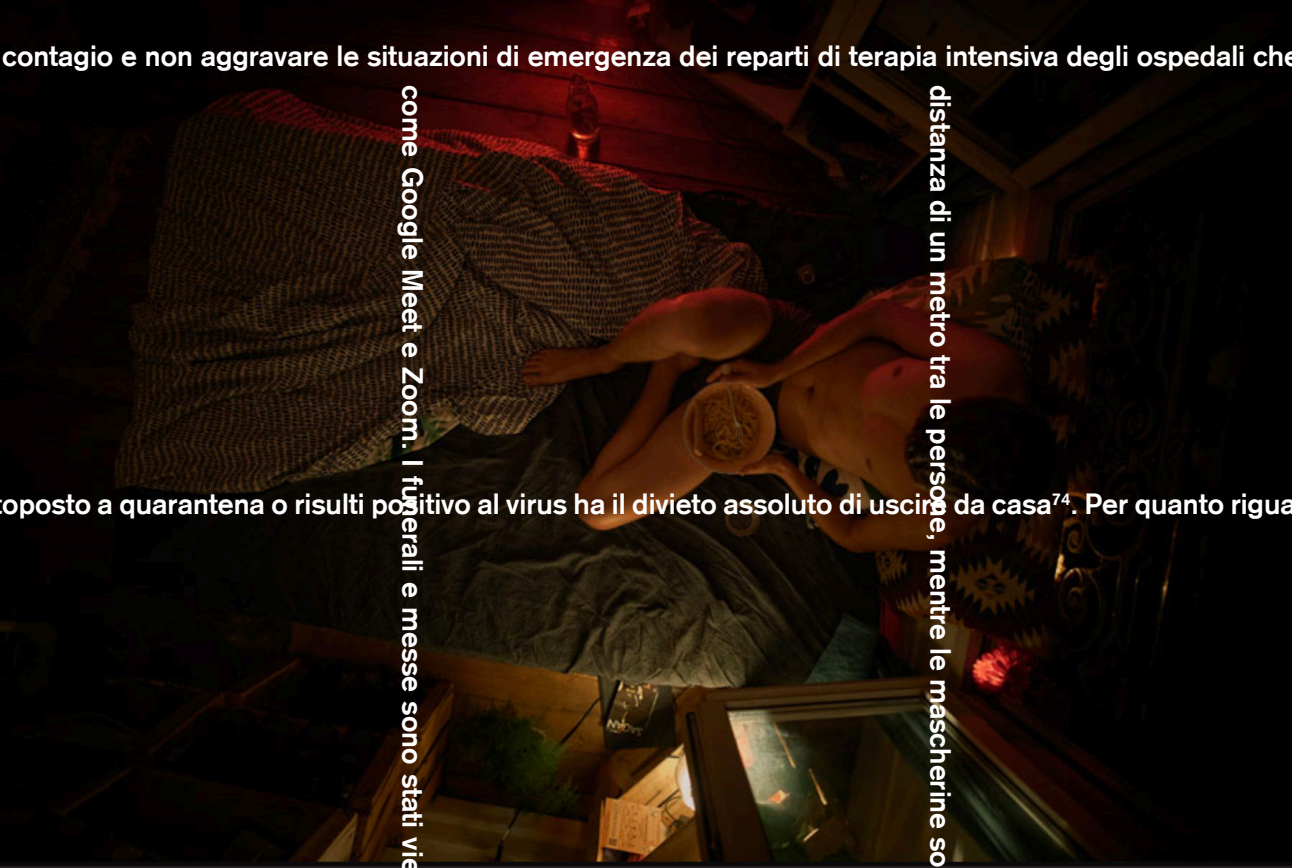 contagio e non aggravare le situazioni di emergenza dei reparti di terapia intensiva degli ospedali che
come Google Meet e Zoom. I funerali e messe sono stati vie
distanza di un metro tra le persone, mentre le mascherine so
toposto a quarantena o risulti positivo al virus ha il divieto assoluto di uscire da casa⁷⁴. Per quanto rigua